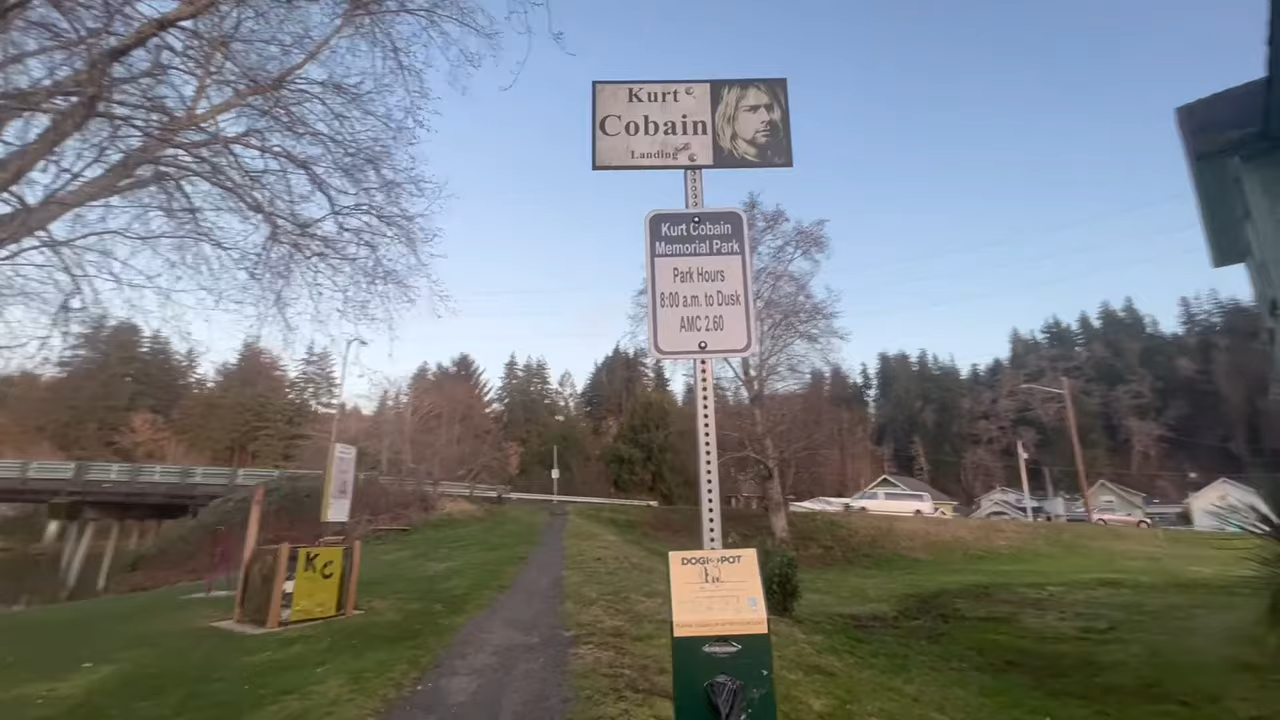 Kurt
Cobain
Landing
Kurt Cobain
Memorial Park
Park Hours
8:00 a.m. to Dusk
AMC 2.60
DOGIPOT
KC